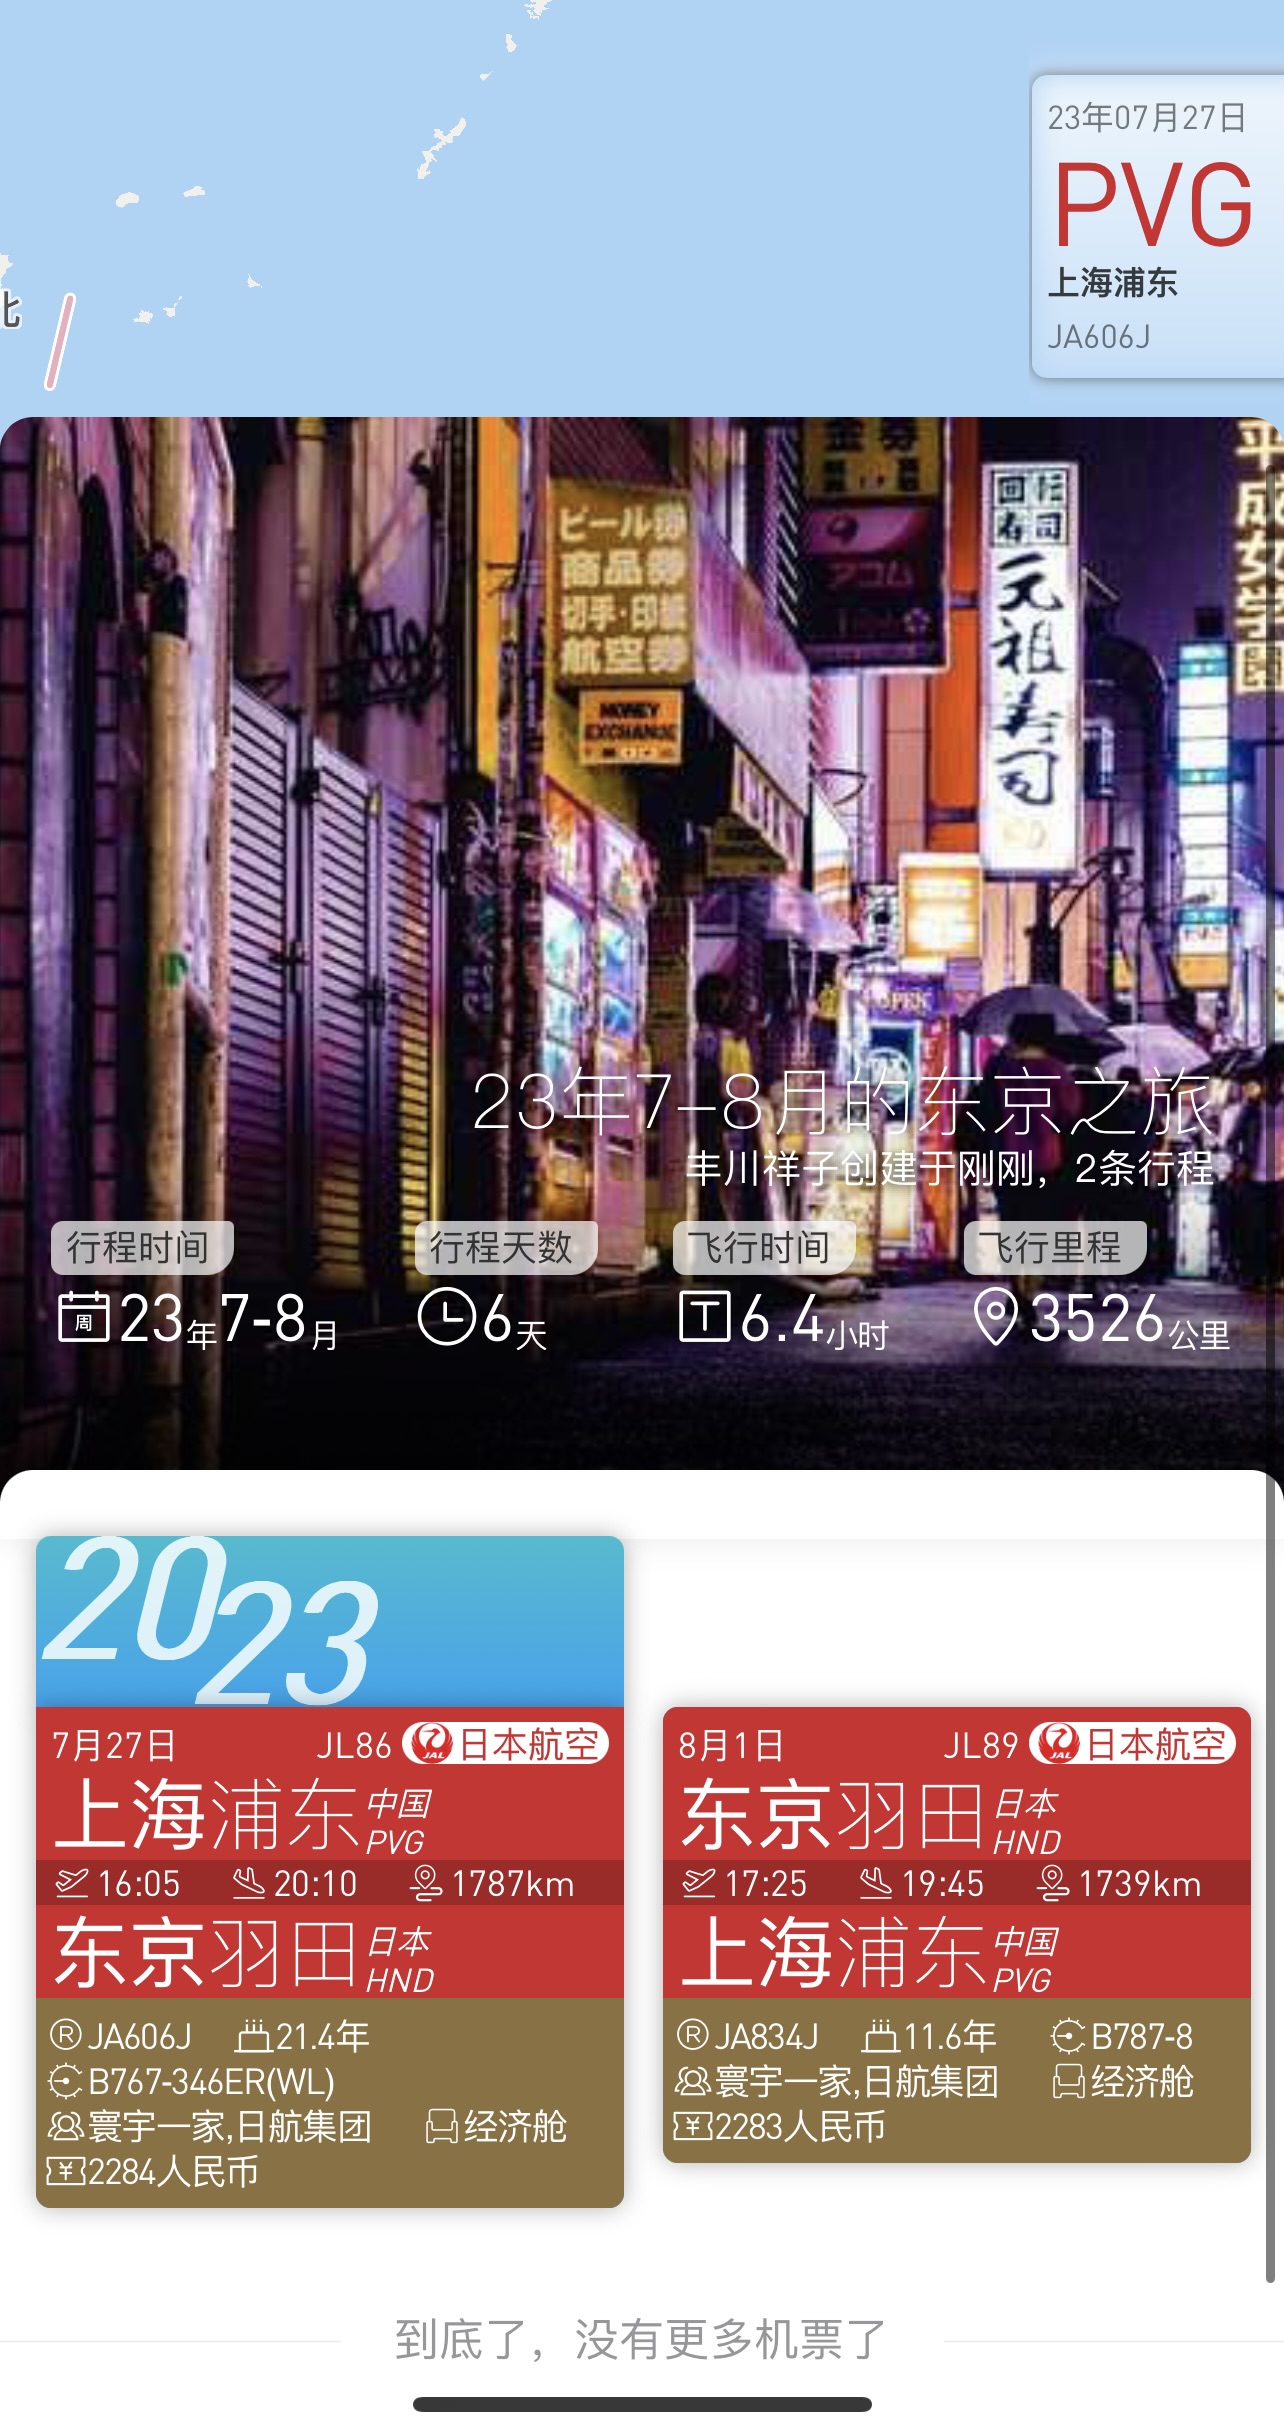 23年07月27日
PVG
上海浦东
JA606J
北
ビール券
商品券
切手·印紙
航空券
MONEY
EXCHANGE
金券
アコム
回転
寿司
元祖寿司
平成女学園
OPEN
23年7-8月的东京之旅
丰川祥子创建于刚刚，2条行程
行程时间 行程天数 飞行时间 飞行里程
周 23年7-8月 6天 T 6.4小时 3526公里
2023
7月27日 JL86 JAL 日本航空
上海浦东 中国 PVG
16:05 20:10 1787km
东京羽田 日本 HND
R JA606J 21.4年
B767-346ER(WL)
寰宇一家,日航集团 经济舱
¥ 2284人民币
8月1日 JL89 JAL 日本航空
东京羽田 日本 HND
17:25 19:45 1739km
上海浦东 中国 PVG
R JA834J 11.6年 B787-8
寰宇一家,日航集团 经济舱
¥ 2283人民币
到底了，没有更多机票了